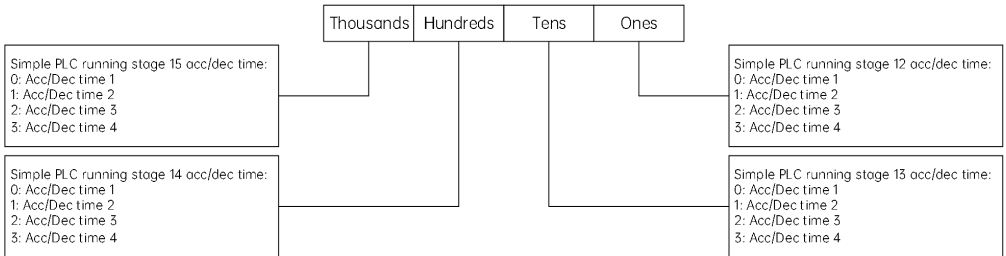 Thousands Hundreds Tens Ones
Simple PLC running stage 15 acc/dec time:
0: Acc/Dec time 1
1: Acc/Dec time 2
2: Acc/Dec time 3
3: Acc/Dec time 4
Simple PLC running stage 12 acc/dec time:
0: Acc/Dec time 1
1: Acc/Dec time 2
2: Acc/Dec time 3
3: Acc/Dec time 4
Simple PLC running stage 14 acc/dec time:
0: Acc/Dec time 1
1: Acc/Dec time 2
2: Acc/Dec time 3
3: Acc/Dec time 4
Simple PLC running stage 13 acc/dec time:
0: Acc/Dec time 1
1: Acc/Dec time 2
2: Acc/Dec time 3
3: Acc/Dec time 4